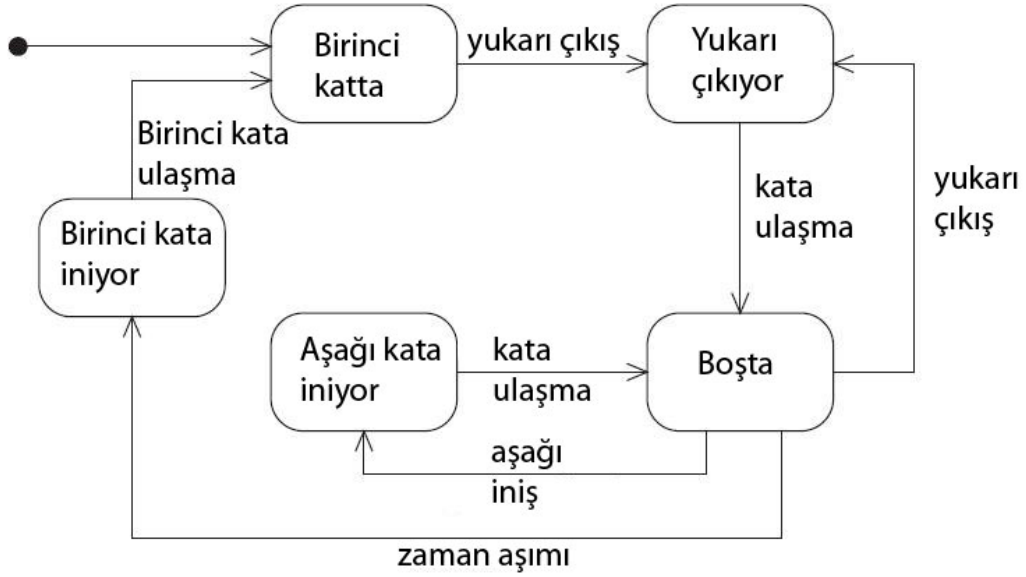 Birinci
katta
yukarı çıkış
Yukarı
çıkıyor
Birinci kata
ulaşma
kata
ulaşma
yukarı
çıkış
Birinci kata
iniyor
Aşağı kata
iniyor
kata
ulaşma
Boşta
aşağı
iniş
zaman aşımı